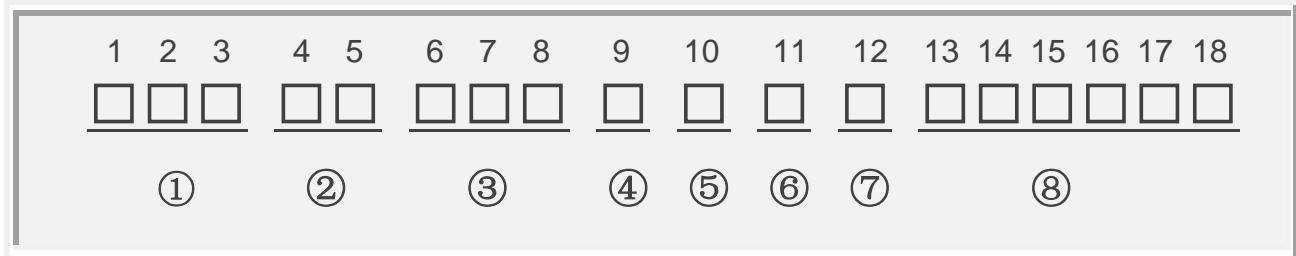 1 2 3 4 5 6 7 8 9 10 11 12 13 14 15 16 17 18
□ □ □ □ □ □ □ □ □ □ □ □ □ □ □ □ □ □
① ② ③ ④ ⑤ ⑥ ⑦ ⑧